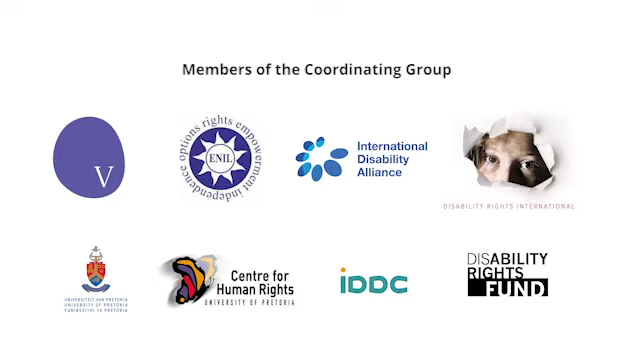 Members of the Coordinating Group
V
independence options rights empowerment
ENIL
International
Disability
Alliance
DISABILITY RIGHTS INTERNATIONAL
UNIVERSITEIT VAN PRETORIA
UNIVERSITY OF PRETORIA
YUNIBESITHI YA PRETORIA
Centre for
Human Rights
UNIVERSITY OF PRETORIA
iDDC
DISABILITY
RIGHTS
FUND